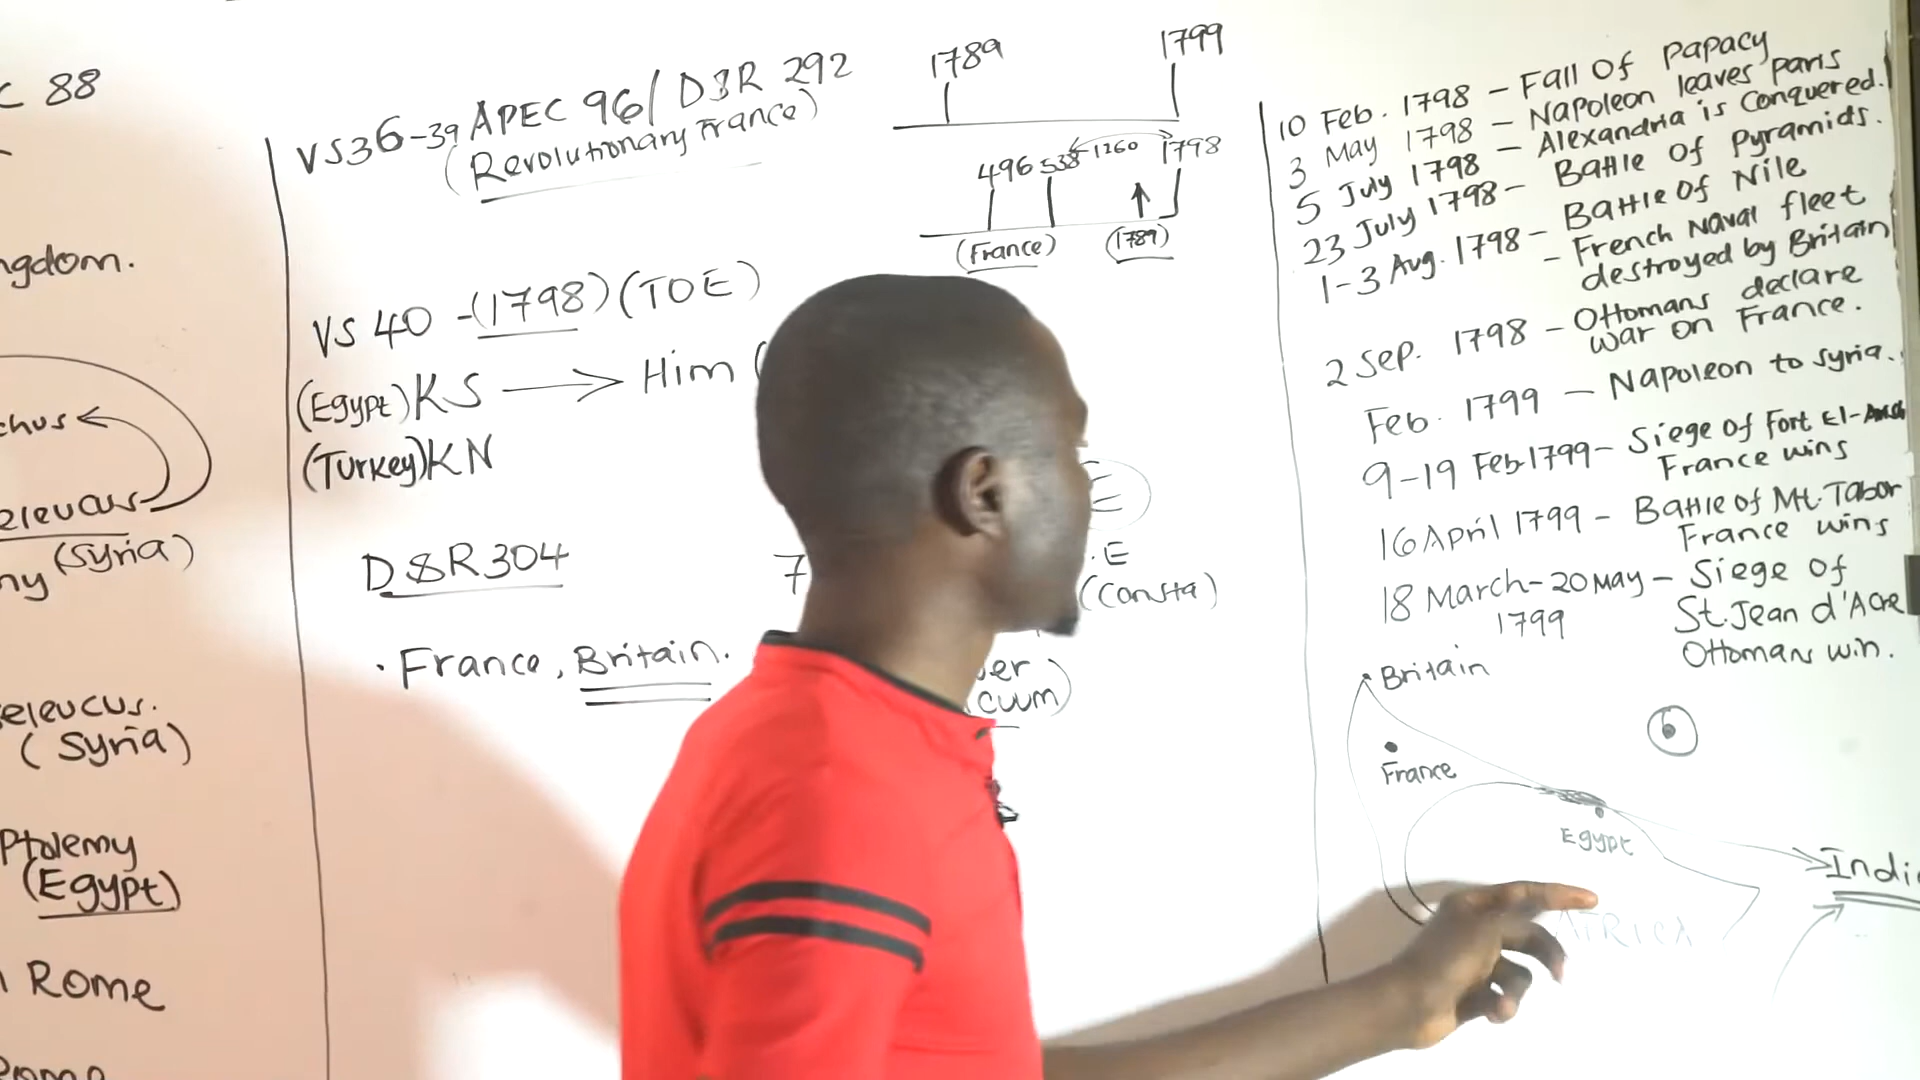 C 88
ngdom.
chus
eleucus
ny (Syria)
eleucus.
(Syria)
Ptolemy
(Egypt)
Rome
Rome
VS36-39 APEC 96/ D&R 292
(Revolutionary France)
VS 40 -(1798) (TOE)
(Egypt) KS → Him (
(Turkey) KN
D&R 304
7
E
.E
(Consta)
· France, Britain.
er
cuum)
1789
1799
496 538 1260 1798
(France)
(1789)
10 Feb. 1798 - Fall Of Papacy
3 May 1798 - Napoleon leaves Paris
5 July 1798 - Alexandria is Conquered.
23 July 1798 - Battle Of Pyramids.
1-3 Aug. 1798 - Battle Of Nile
- French Naval fleet
destroyed by Britain
2 Sep. 1798 - Ottomans declare
war on France.
Feb. 1799 - Napoleon to Syria.
9-19 Feb 1799 - Siege of Fort El-Arish
France wins
16 April 1799 - Battle of Mt. Tabor
France wins
18 March - 20 May - Siege of
1799 St. Jean d'Acre
Ottomans win.
Britain
6
France
Egypt
India
AFRICA